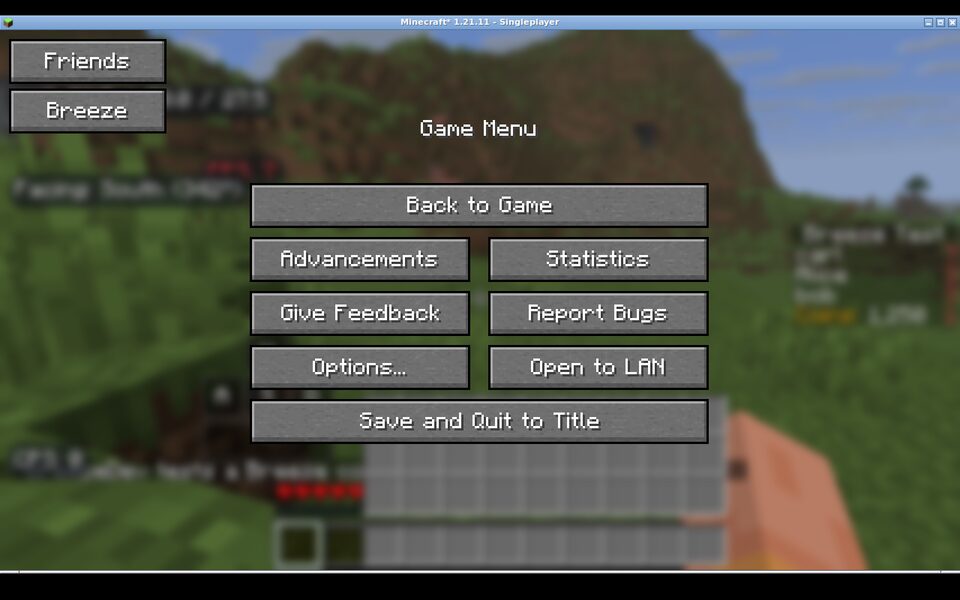 Minecraft* 1.21.11 - Singleplayer
Friends
Breeze
Game Menu
Back to Game
Advancements
Statistics
Give Feedback
Report Bugs
Options...
Open to LAN
Save and Quit to Title